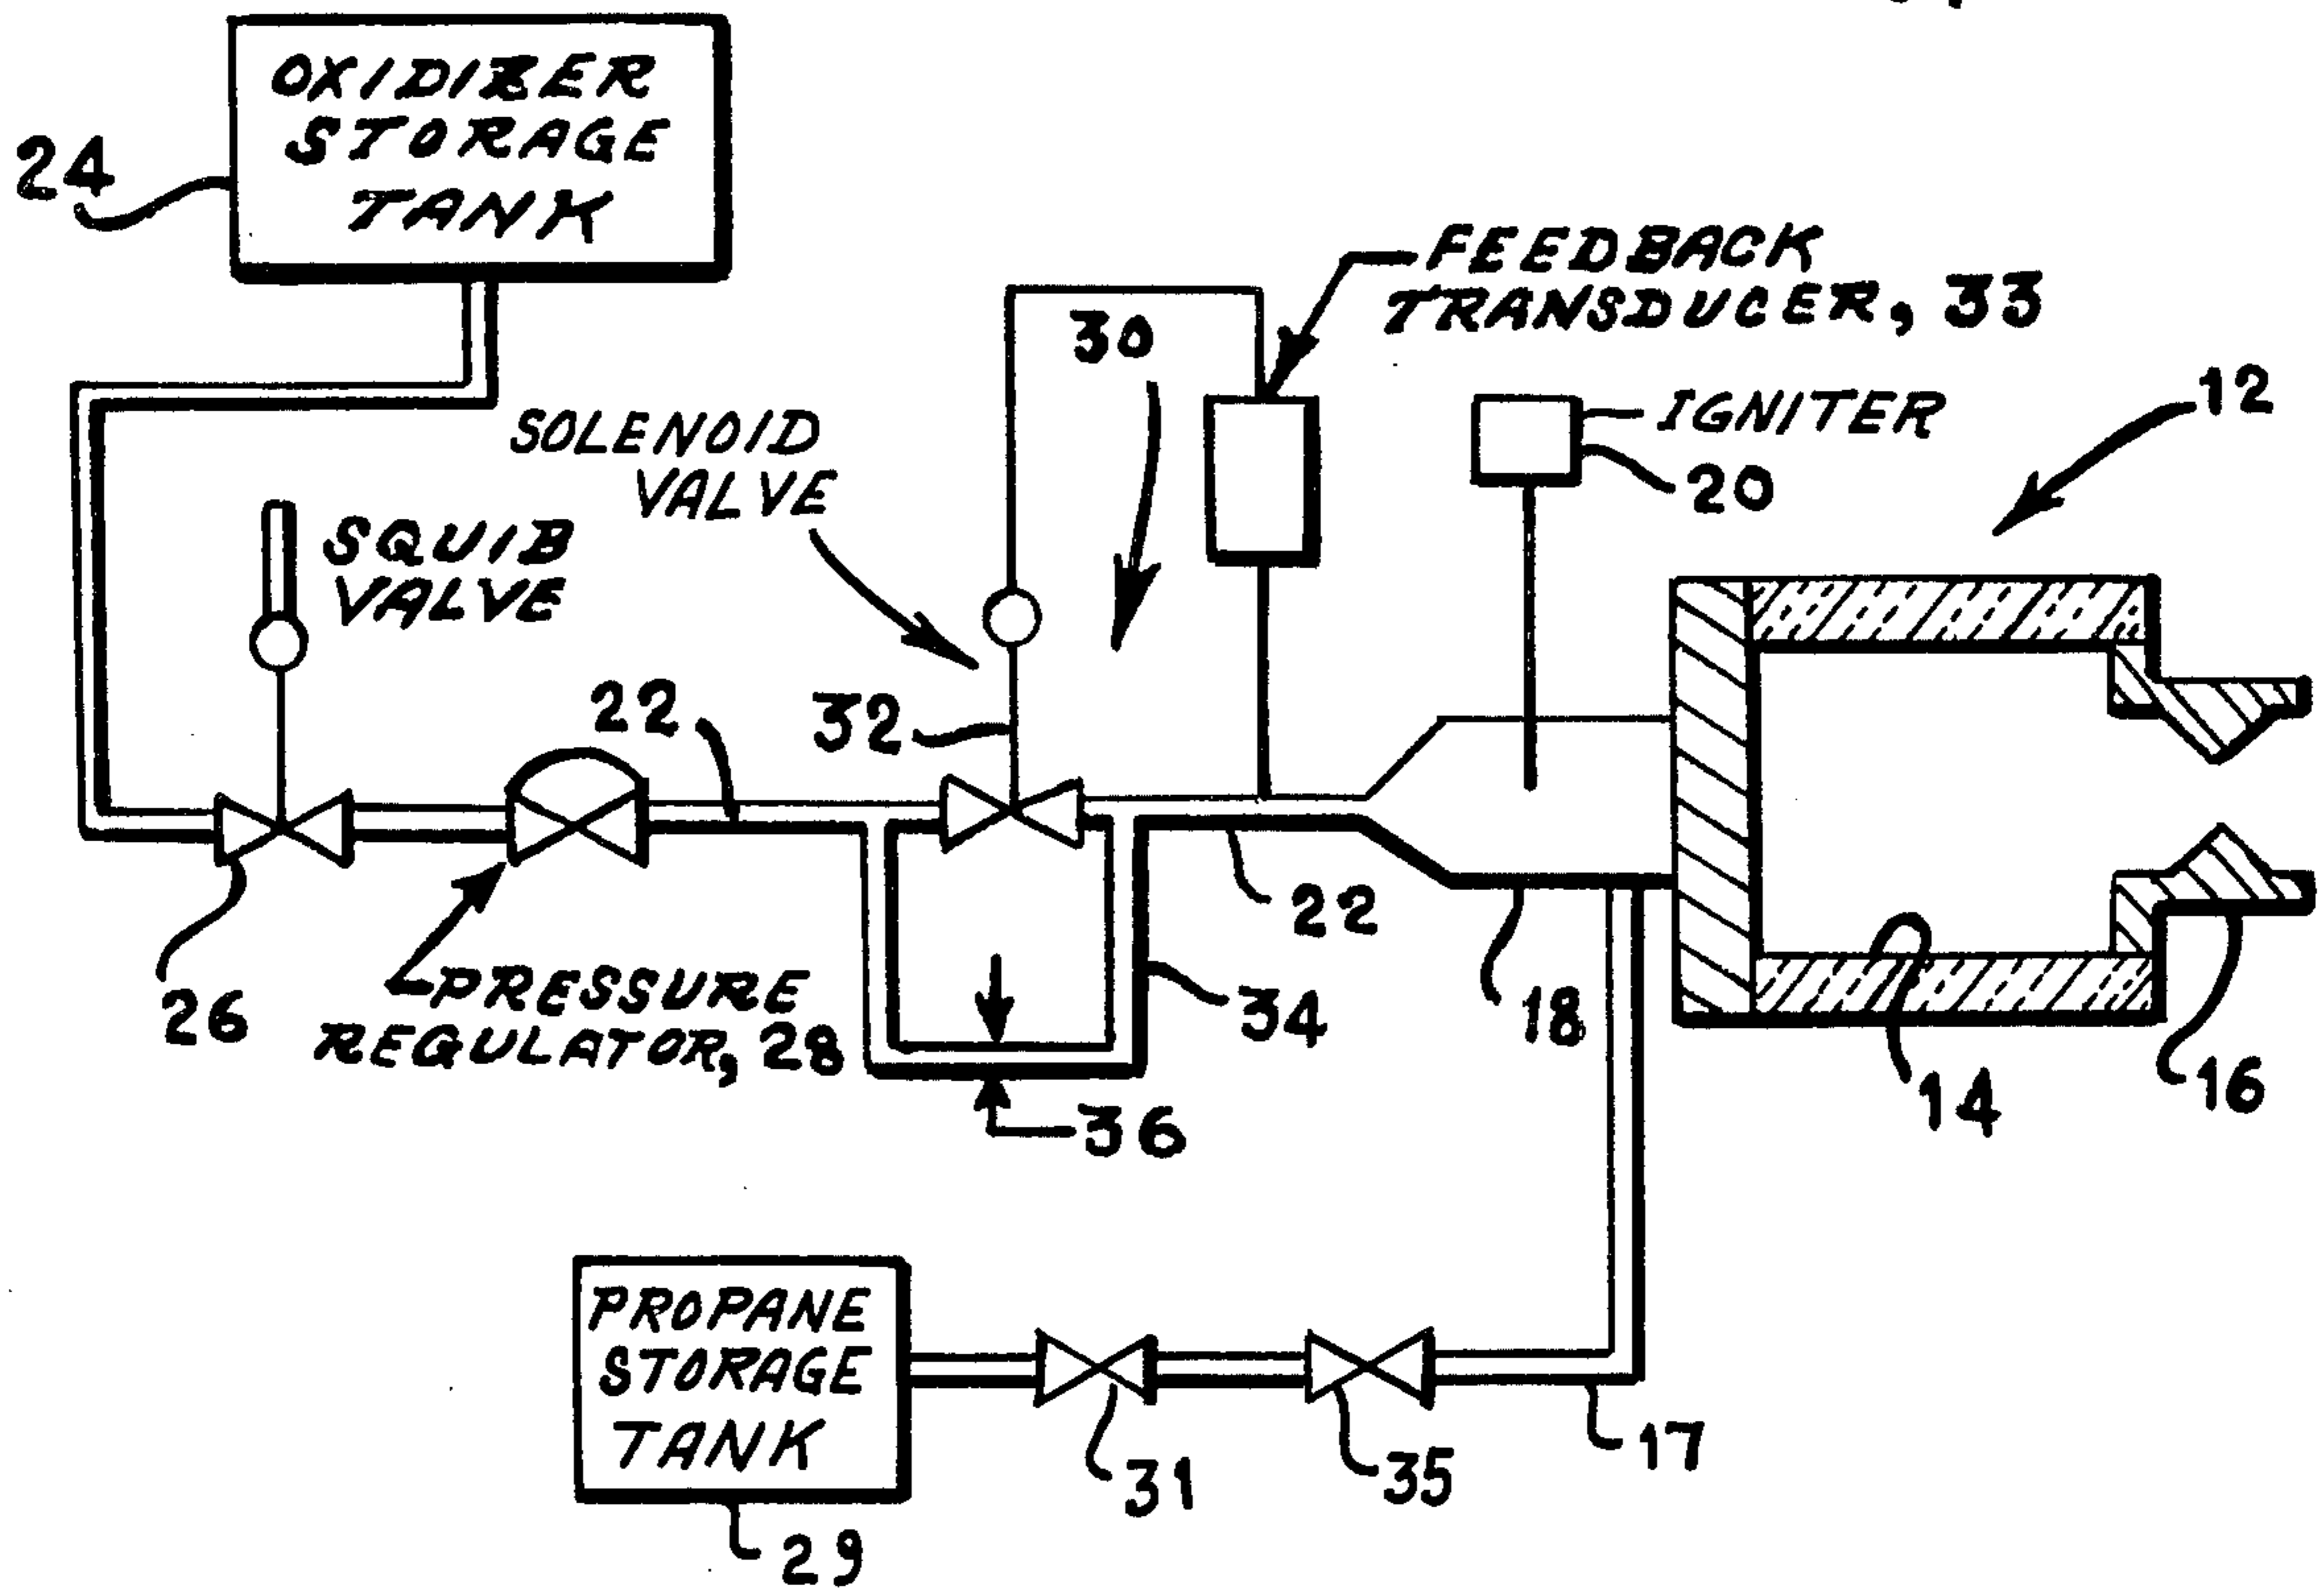 OXIDIZER
STORAGE
TANK
24
FEEDBACK
TRANSDUCER, 33
30
12
SOLENOID
VALVE
IGNITER
20
SQUIB
VALVE
22
32
22
26
PRESSURE
REGULATOR, 28
34
18
14
16
36
PROPANE
STORAGE
TANK
31
35
17
29